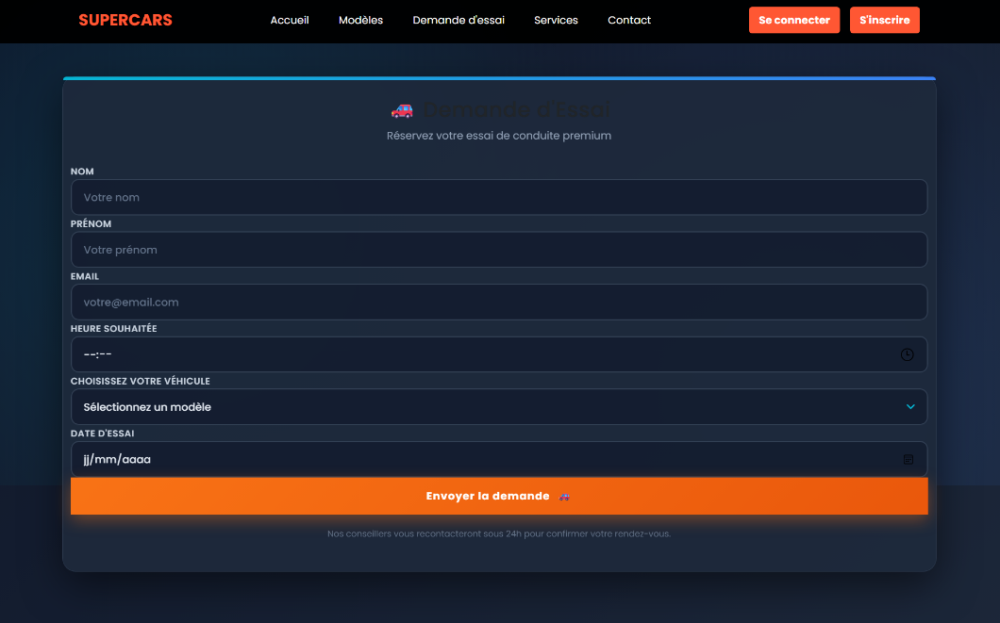 SUPERCARS Accueil Modèles Demande d'essai Services Contact Se connecter S'inscrire
Demande d'Essai
Réservez votre essai de conduite premium
NOM
Votre nom
PRÉNOM
Votre prénom
EMAIL
votre@email.com
HEURE SOUHAITÉE
--:--
CHOISISSEZ VOTRE VÉHICULE
Sélectionnez un modèle
DATE D'ESSAI
jj/mm/aaaa
Envoyer la demande
Nos conseillers vous recontacteront sous 24h pour confirmer votre rendez-vous.